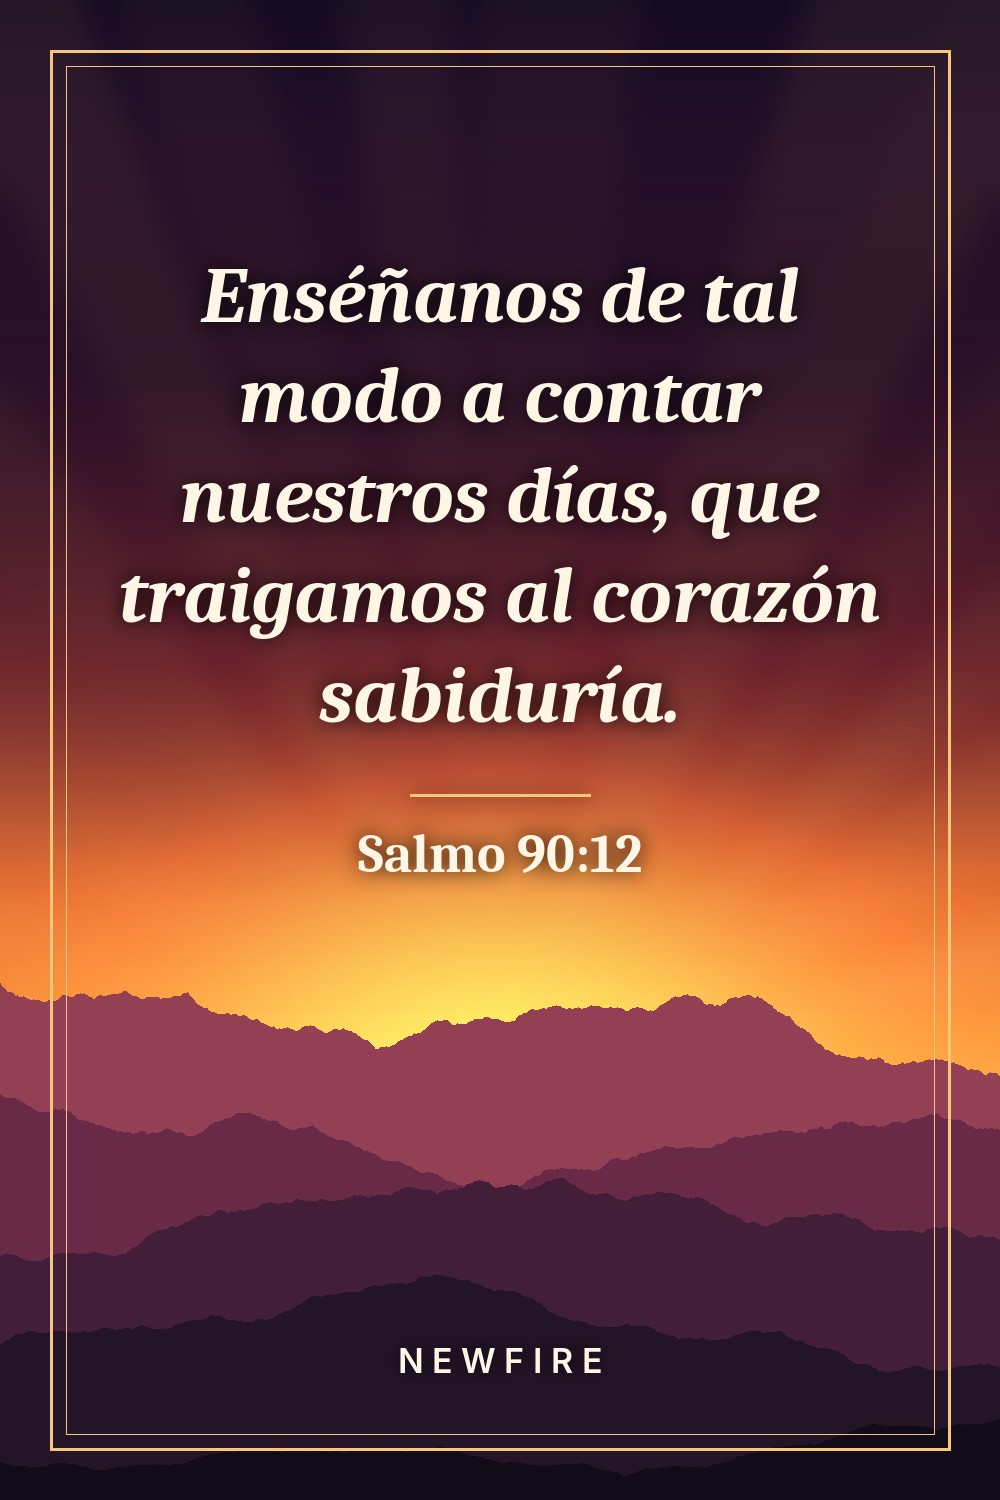 Enséñanos de tal
modo a contar
nuestros días, que
traigamos al corazón
sabiduría.
Salmo 90:12
NEWFIRE